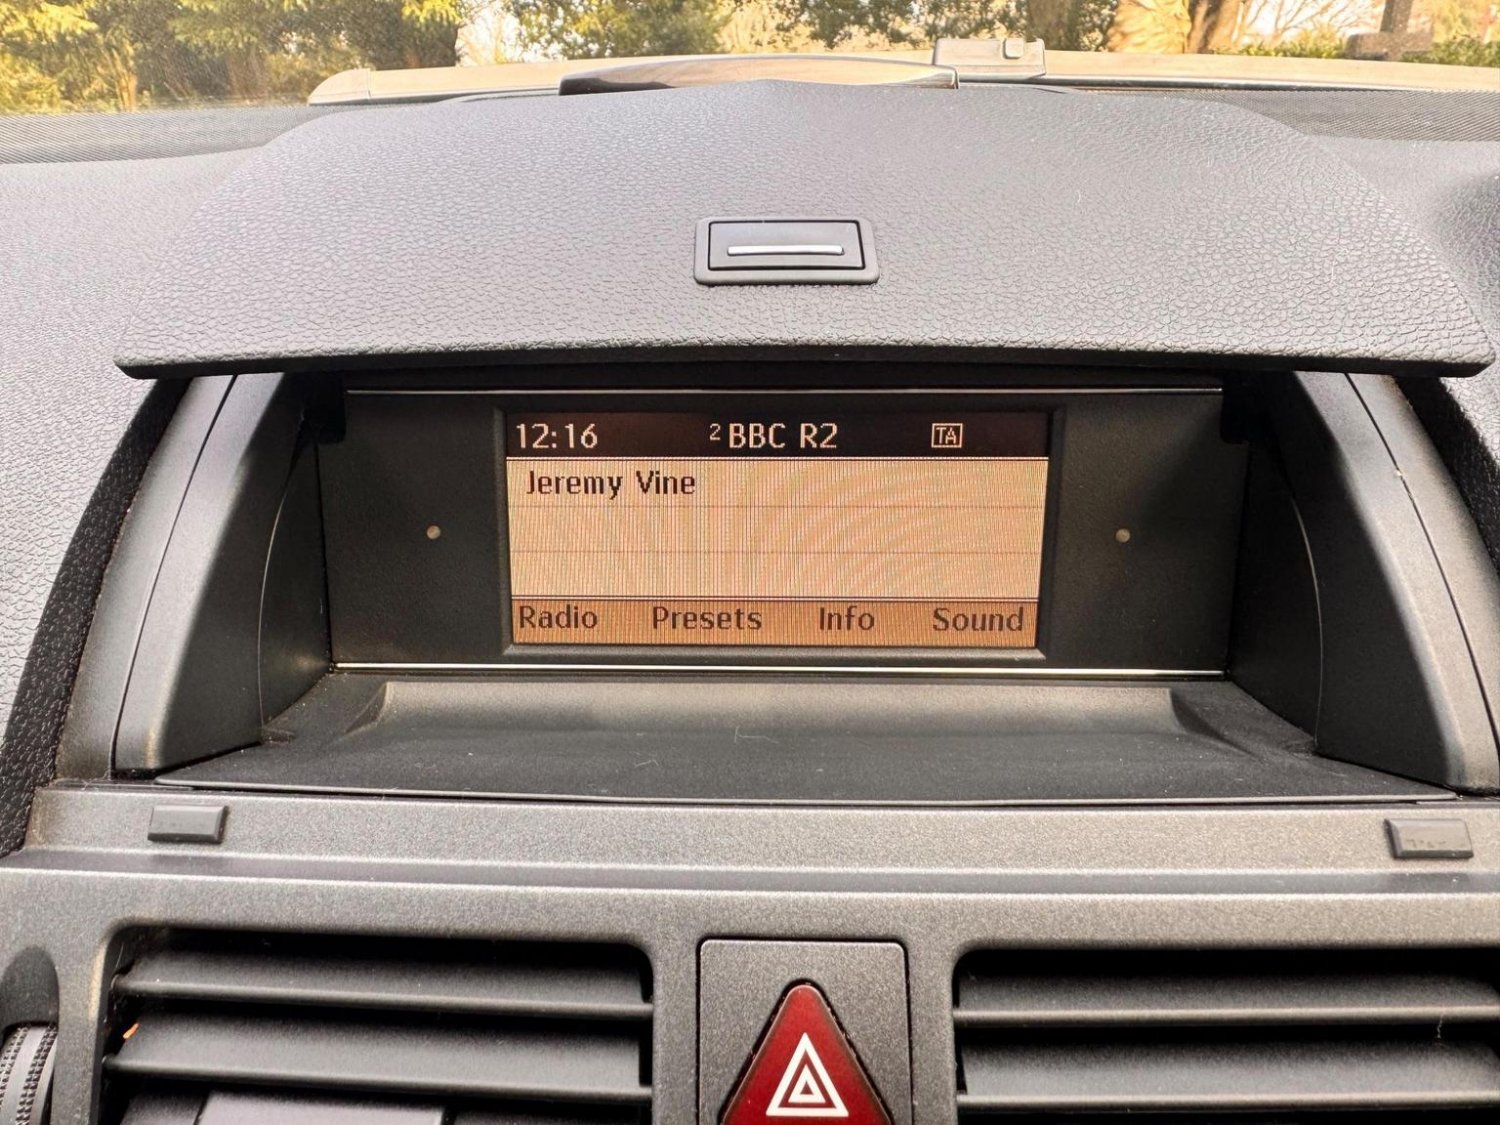 12:16 2 BBC R2 TA
Jeremy Vine
Radio Presets Info Sound